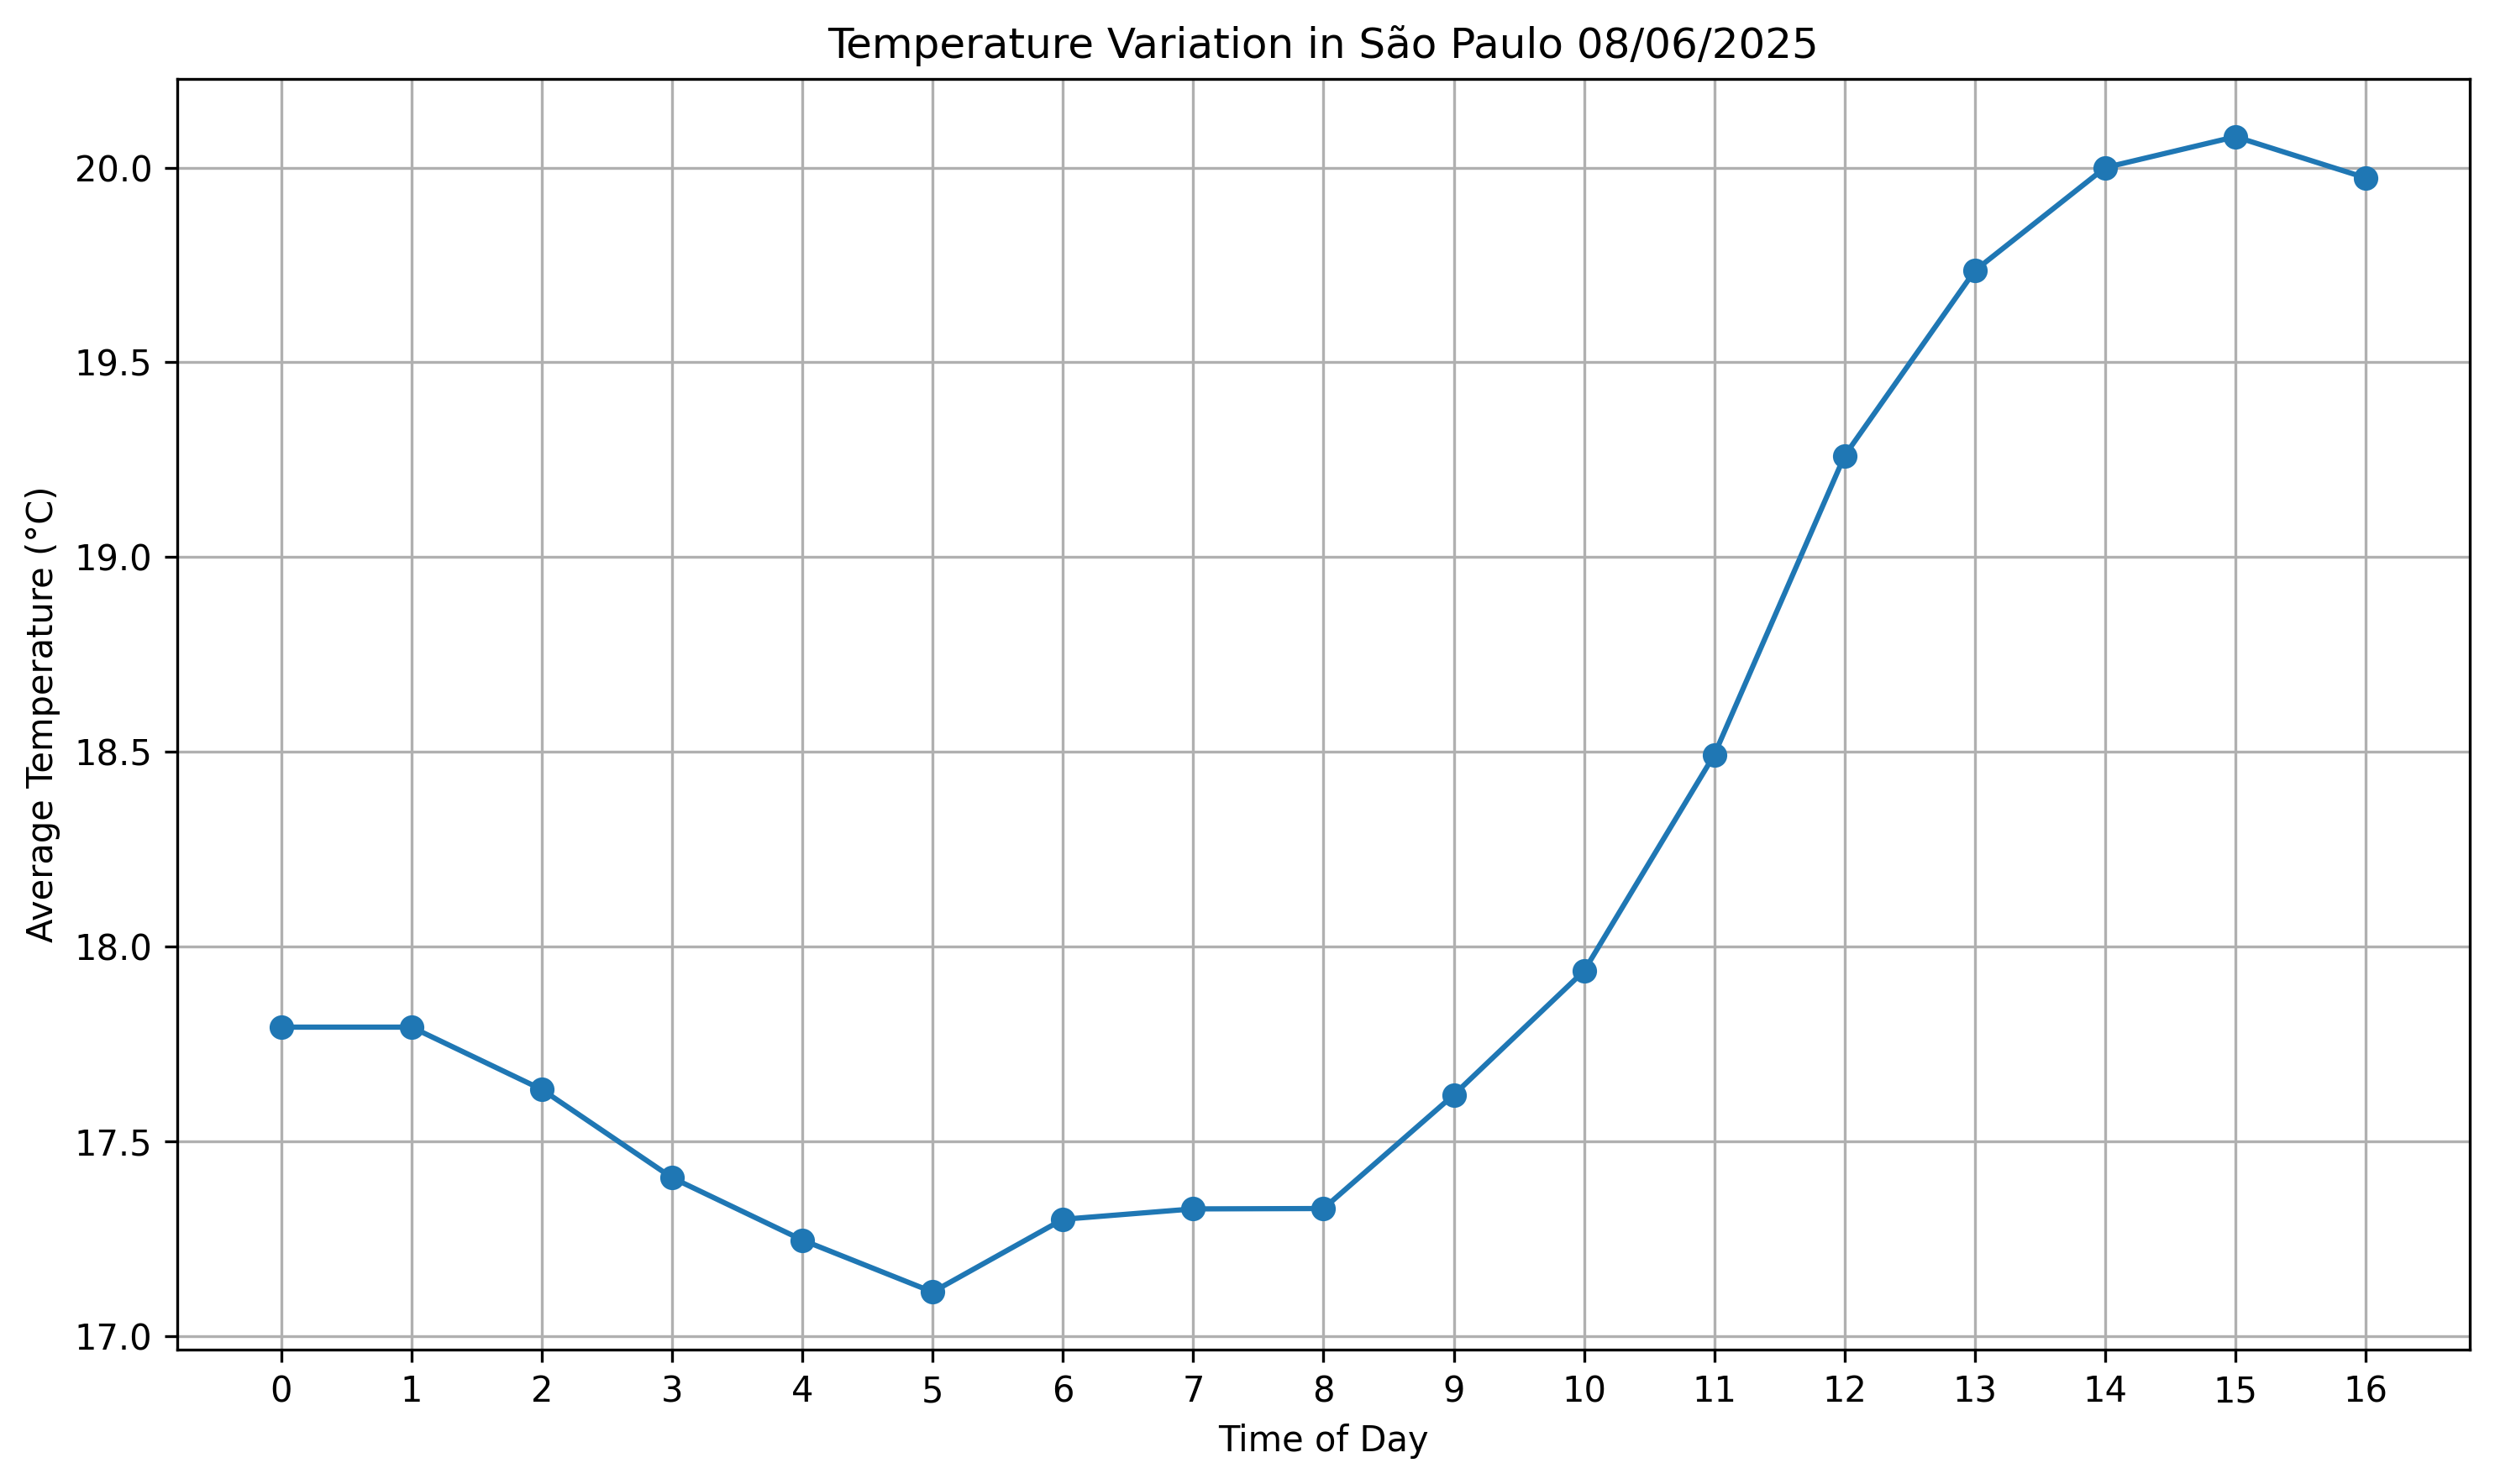 Temperature Variation in São Paulo 08/06/2025
Average Temperature (°C)
20.0
19.5
19.0
18.5
18.0
17.5
17.0
0 1 2 3 4 5 6 7 8 9 10 11 12 13 14 15 16
Time of Day